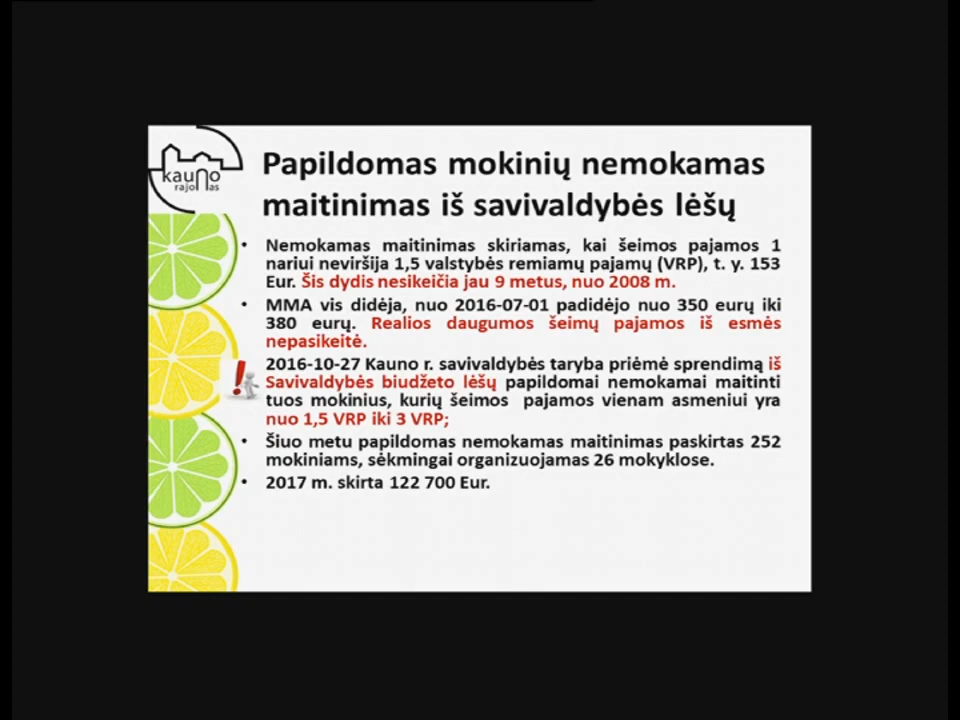 kauno
rajonas
Papildomas mokinių nemokamas
maitinimas iš savivaldybės lėšų
• Nemokamas maitinimas skiriamas, kai šeimos pajamos 1
nariui neviršija 1,5 valstybės remiamų pajamų (VRP), t. y. 153
Eur. Šis dydis nesikeičia jau 9 metus, nuo 2008 m.
• MMA vis didėja, nuo 2016-07-01 padidėjo nuo 350 eurų iki
380 eurų. Realios daugumos šeimų pajamos iš esmės
nepasikeitė.
2016-10-27 Kauno r. savivaldybės taryba priėmė sprendimą iš
Savivaldybės biudžeto lėšų papildomai nemokamai maitinti
tuos mokinius, kurių šeimos pajamos vienam asmeniui yra
nuo 1,5 VRP iki 3 VRP;
• Šiuo metu papildomas nemokamas maitinimas paskirtas 252
mokiniams, sėkmingai organizuojamas 26 mokyklose.
• 2017 m. skirta 122 700 Eur.